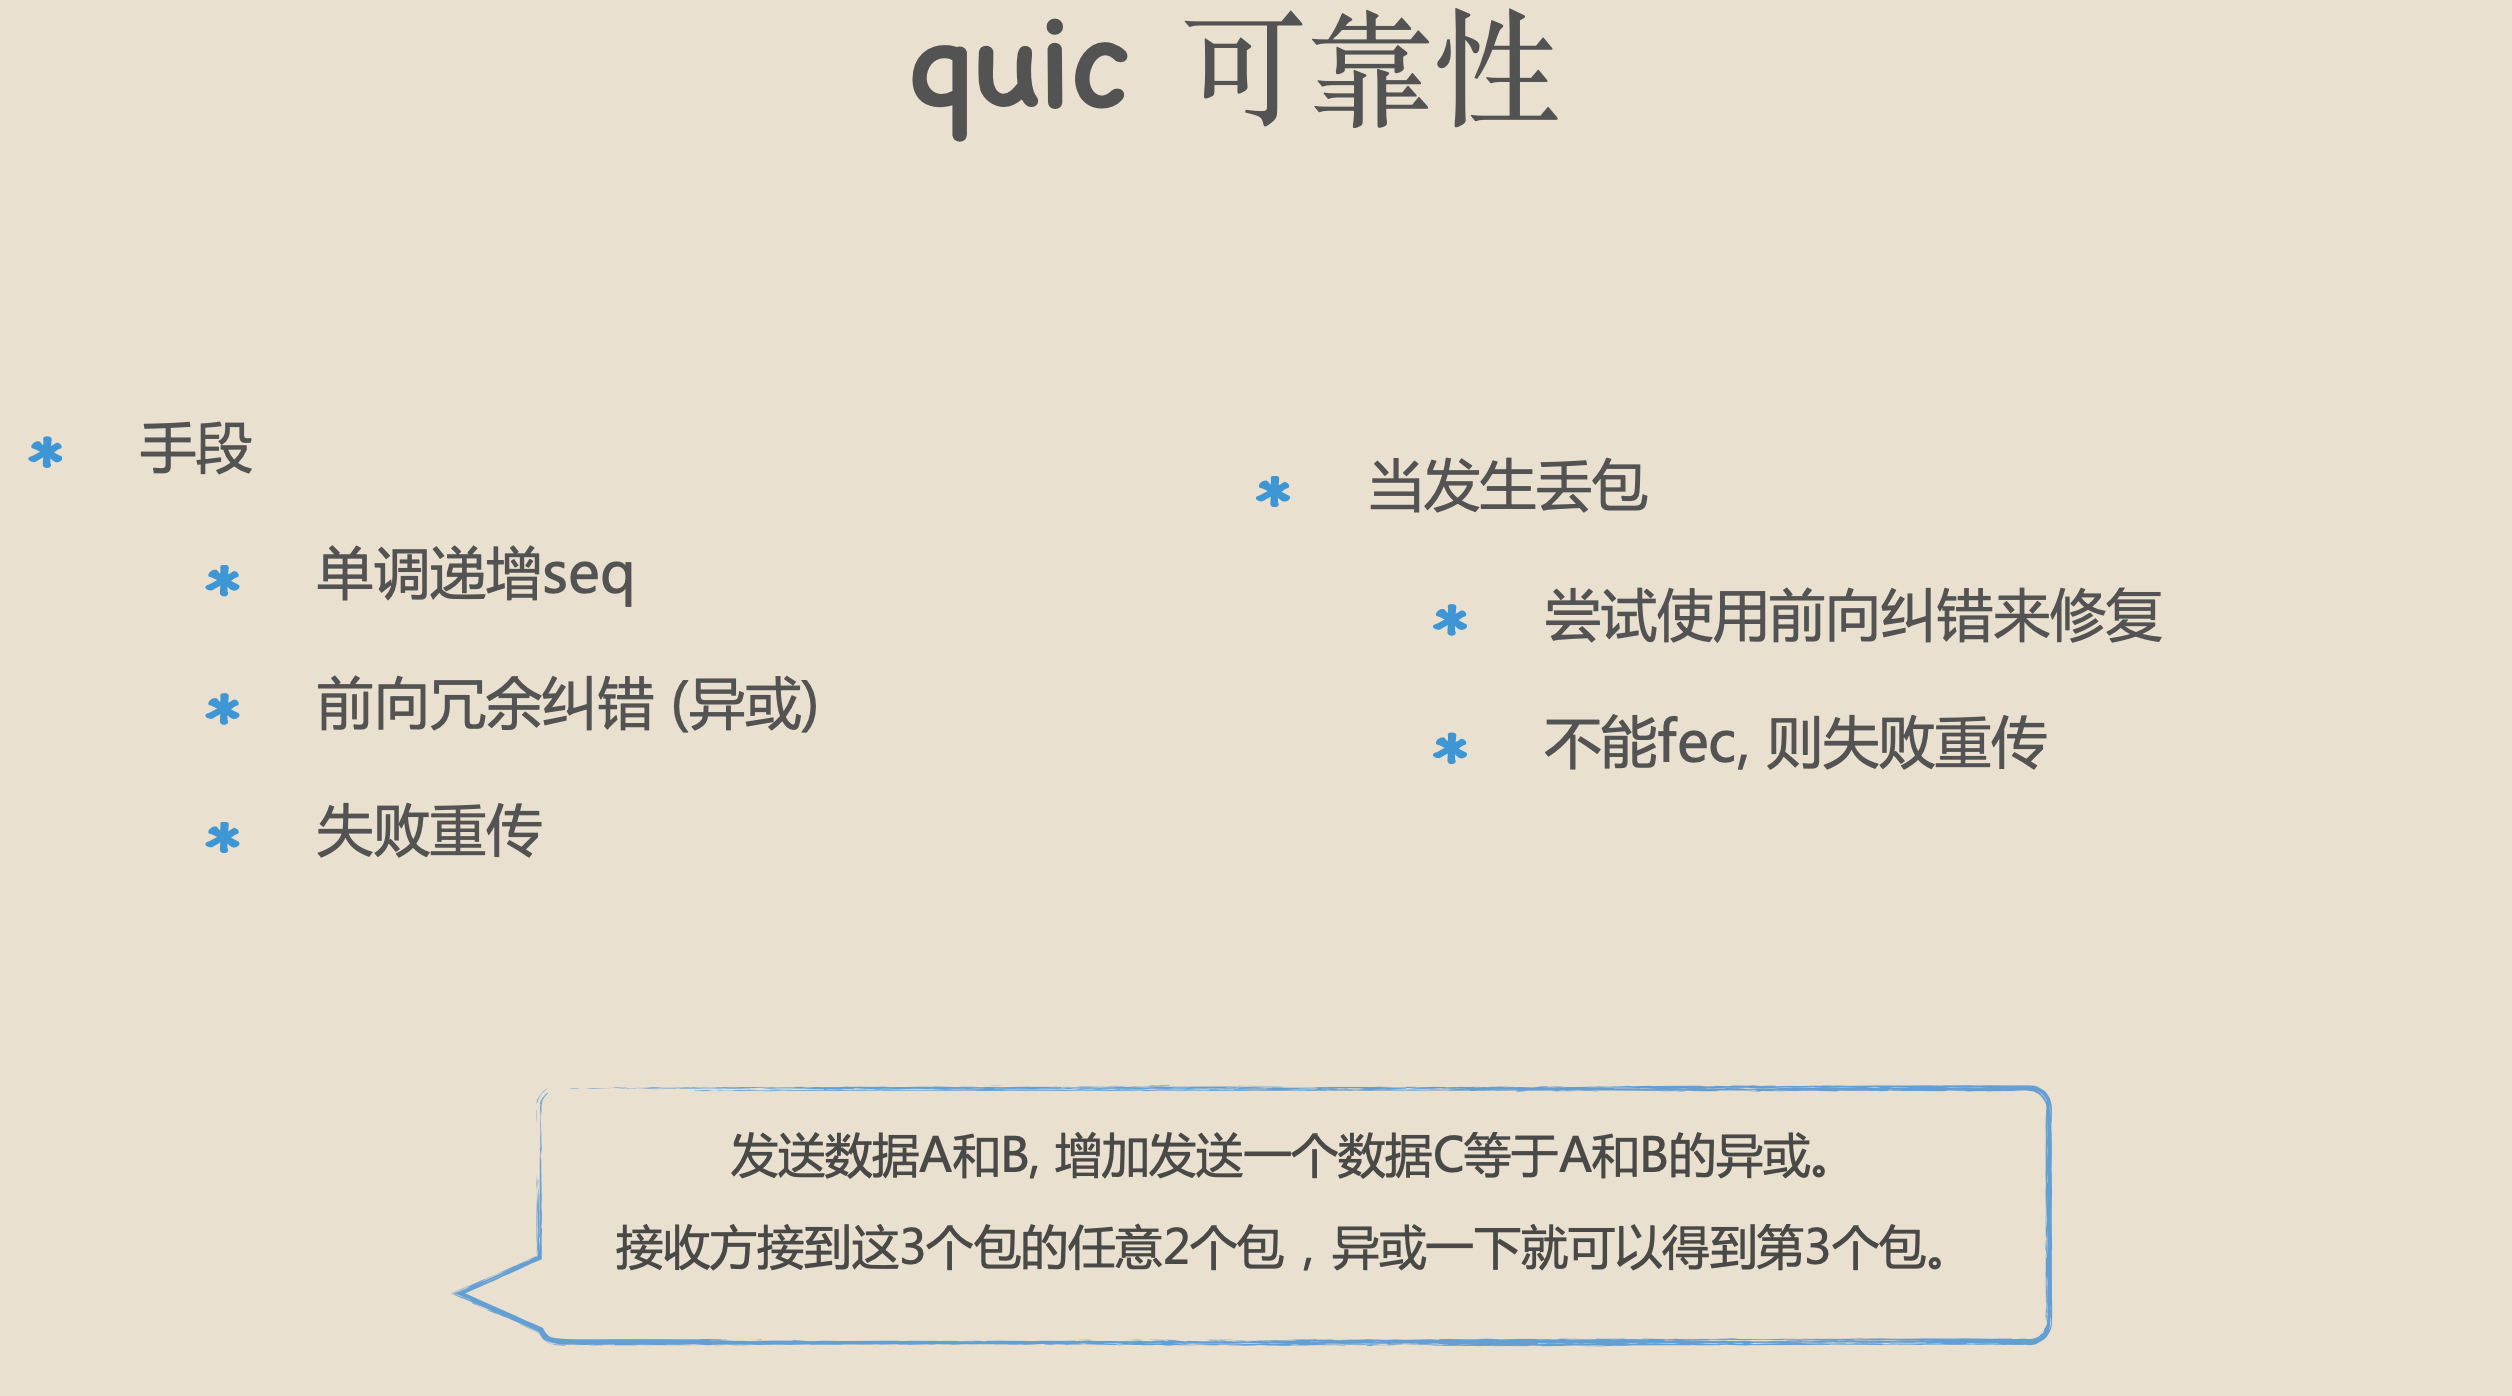 quic 可靠性
手段
单调递增seq
前向冗余纠错 (异或)
失败重传
当发生丢包
尝试使用前向纠错来修复
不能fec, 则失败重传
发送数据A和B, 增加发送一个数据C等于A和B的异或。
接收方接到这3个包的任意2个包 , 异或一下就可以得到第3个包。